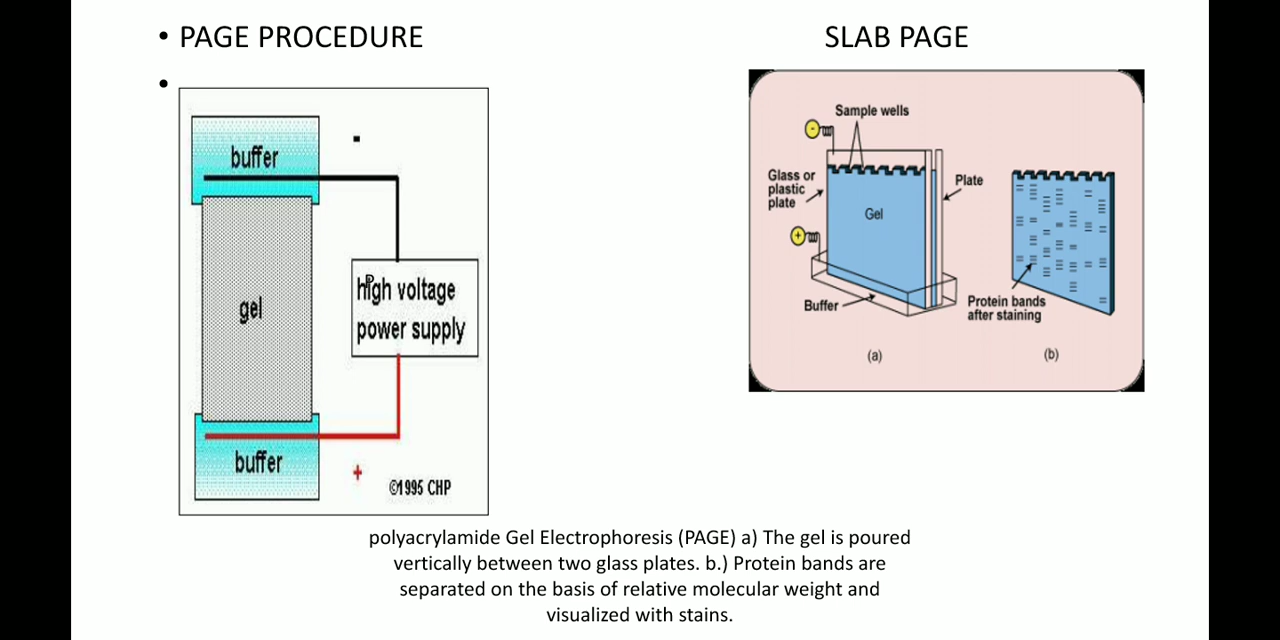 • PAGE PROCEDURE
SLAB PAGE
•
buffer
-
gel
high voltage
power supply
buffer
+
©1995 CHP
Sample wells
-
Glass or
plastic
plate
Plate
Gel
+
Buffer
Protein bands
after staining
(a)
(b)
polyacrylamide Gel Electrophoresis (PAGE) a) The gel is poured
vertically between two glass plates. b.) Protein bands are
separated on the basis of relative molecular weight and
visualized with stains.